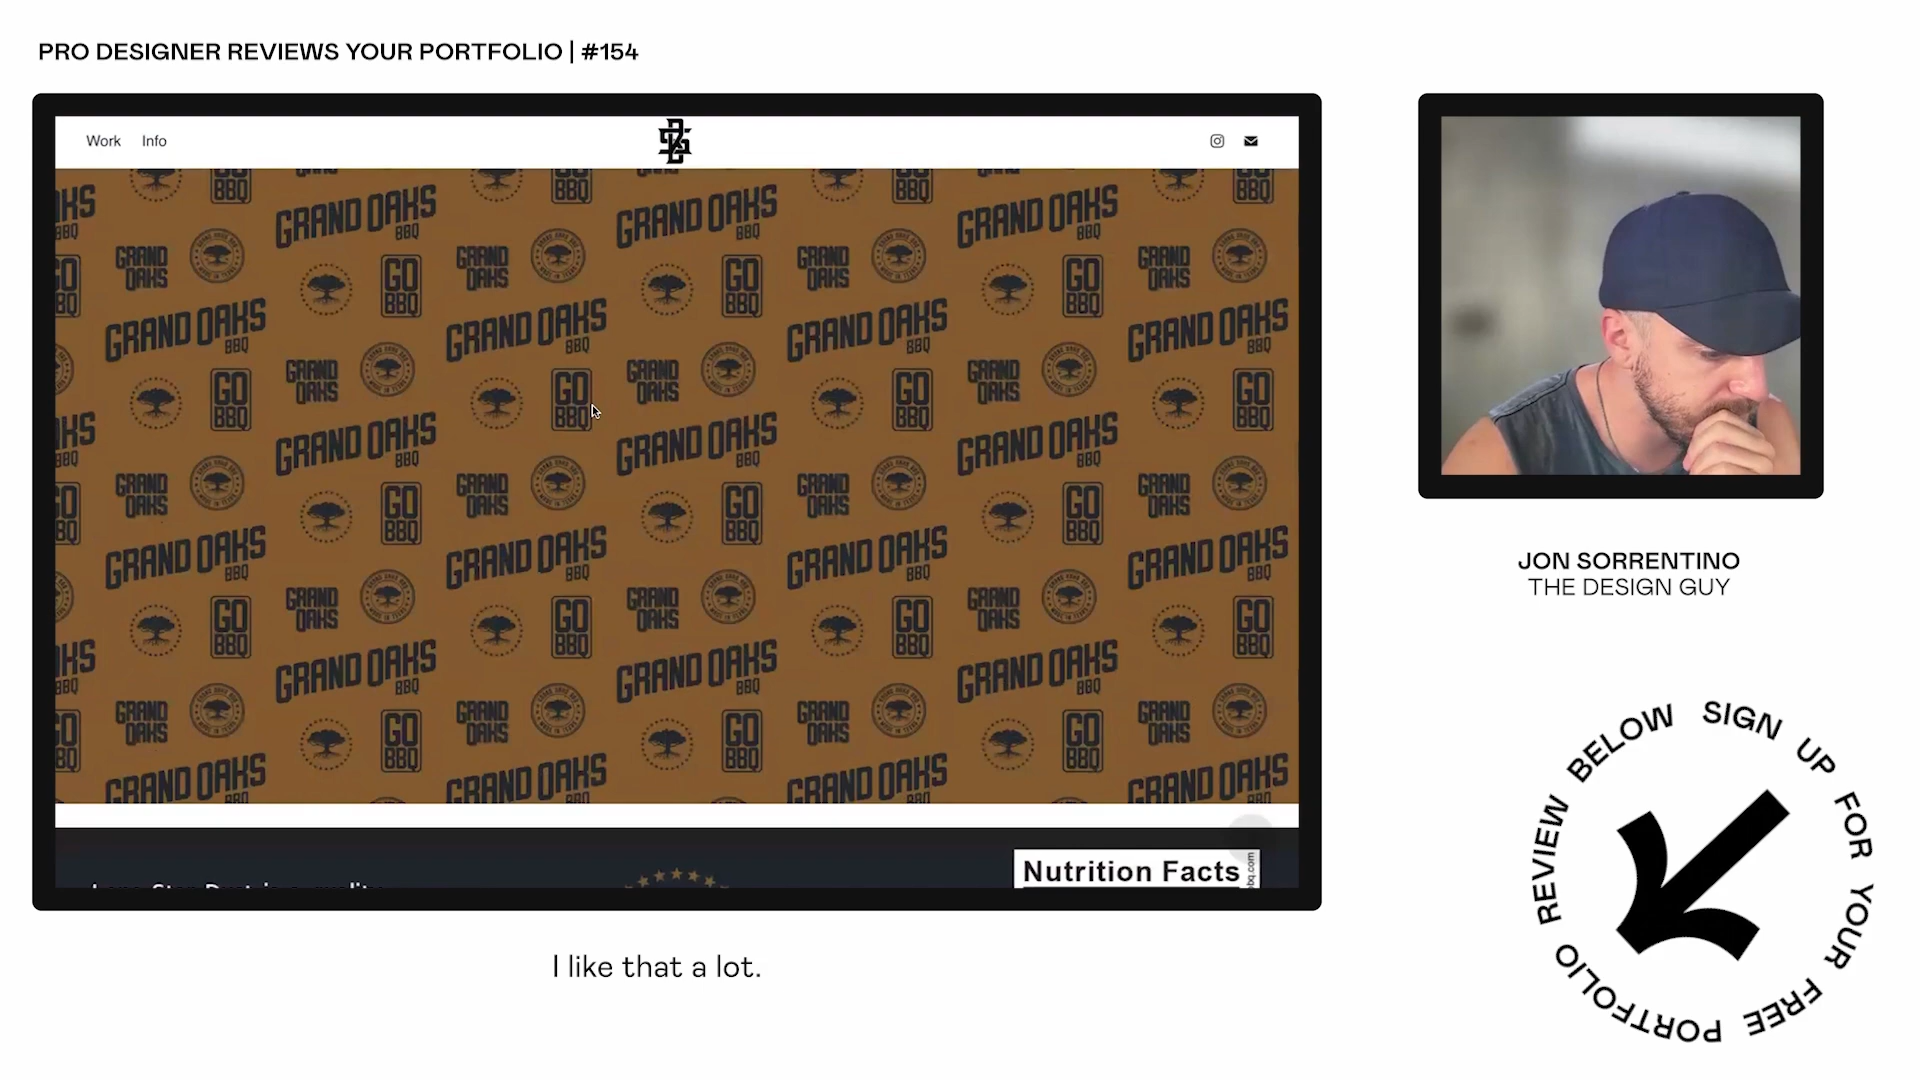 PRO DESIGNER REVIEWS YOUR PORTFOLIO | #154
Work Info
GRAND OAKS
BBQ
GRAND
OAKS
GO
BBQ
Nutrition Facts
I like that a lot.
JON SORRENTINO
THE DESIGN GUY
SIGN UP FOR YOUR FREE PORTFOLIO REVIEW BELOW